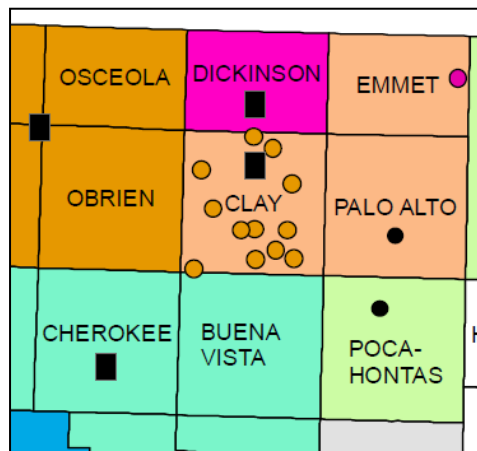 OSCEOLA
DICKINSON
EMMET
OBRIEN
CLAY
PALO ALTO
CHEROKEE
BUENA
VISTA
POCA-
HONTAS
H